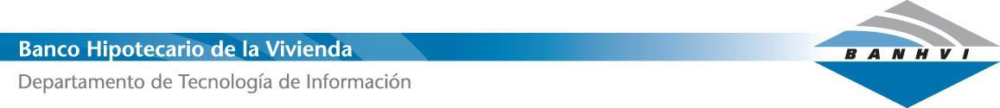 Banco Hipotecario de la Vivienda
BANHVI
Departamento de Tecnología de Información